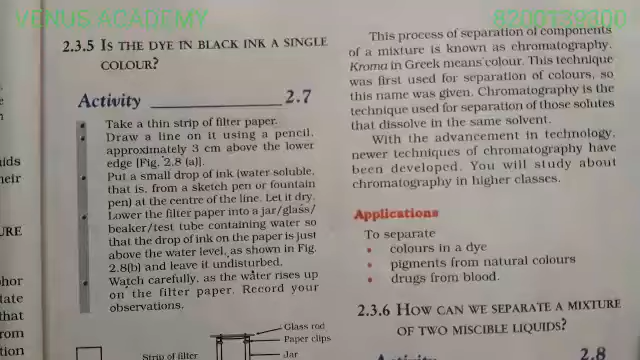 VENUS ACADEMY
8200139300
2.3.5 IS THE DYE IN BLACK INK A SINGLE
COLOUR?
Activity 2.7
Take a thin strip of filter paper.
Draw a line on it using a pencil,
approximately 3 cm above the lower
edge [Fig. 2.8 (a)].
Put a small drop of ink (water soluble,
that is, from a sketch pen or fountain
pen) at the centre of the line. Let it dry.
Lower the filter paper into a jar/glass/
beaker/test tube containing water so
that the drop of ink on the paper is just
above the water level, as shown in Fig.
2.8(b) and leave it undisturbed.
Watch carefully, as the water rises up
on the filter paper. Record your
observations.
Glass rod
Paper clips
Jar
Strip of filter
This process of separation of components
of a mixture is known as chromatography.
Kroma in Greek means colour. This technique
was first used for separation of colours, so
this name was given. Chromatography is the
technique used for separation of those solutes
that dissolve in the same solvent.
With the advancement in technology,
newer techniques of chromatography have
been developed. You will study about
chromatography in higher classes.
Applications
To separate
• colours in a dye
• pigments from natural colours
• drugs from blood.
2.3.6 HOW CAN WE SEPARATE A MIXTURE
OF TWO MISCIBLE LIQUIDS?
2.8